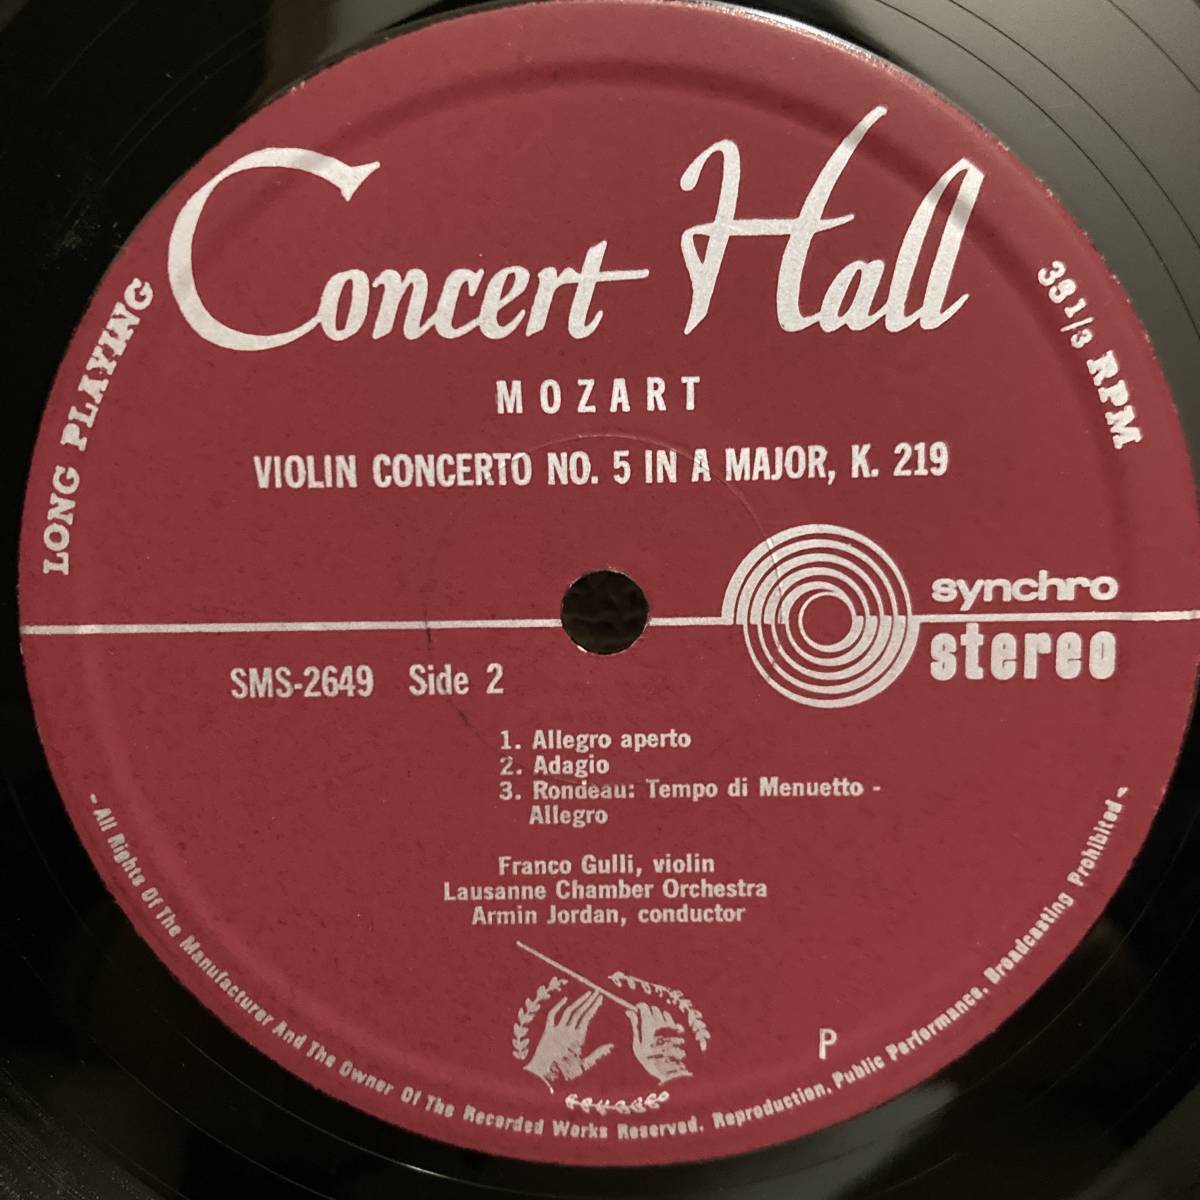 Concert Hall
LONG PLAYING
33 1/3 RPM
MOZART
VIOLIN CONCERTO NO. 5 IN A MAJOR, K. 219
synchro
stereo
SMS-2649 Side 2
1. Allegro aperto
2. Adagio
3. Rondeau: Tempo di Menuetto -
Allegro
Franco Gulli, violin
Lausanne Chamber Orchestra
Armin Jordan, conductor
P
- All Rights Of The Manufacturer And The Owner Of The Recorded Works Reserved. Reproduction, Public Performance, Broadcasting Prohibited -